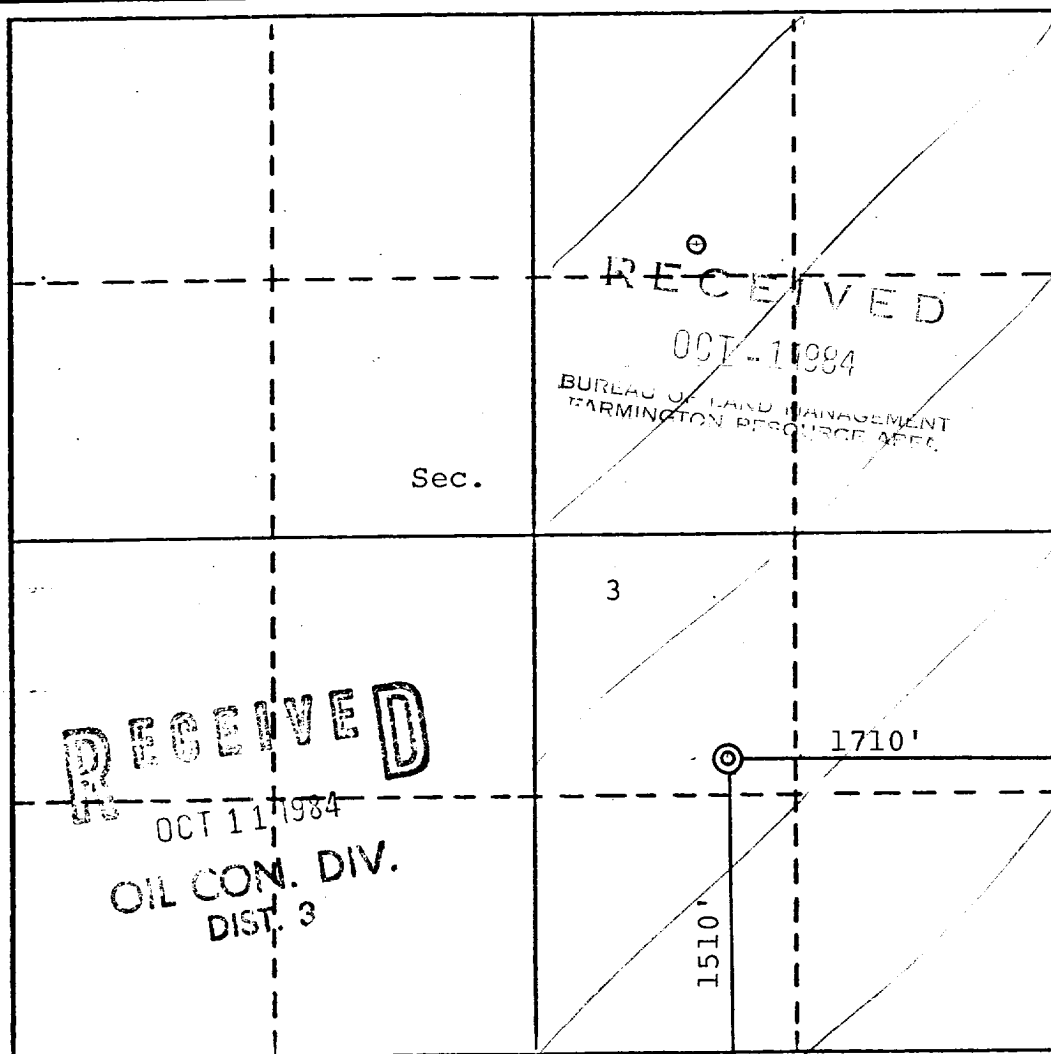 RECEIVED
OCT -1 1984
BUREAU OF LAND MANAGEMENT
FARMINGTON RESOURCE AREA
Sec.
3
RECEIVED
OCT 11 1984
OIL CON. DIV.
DIST. 3
1710'
1510'